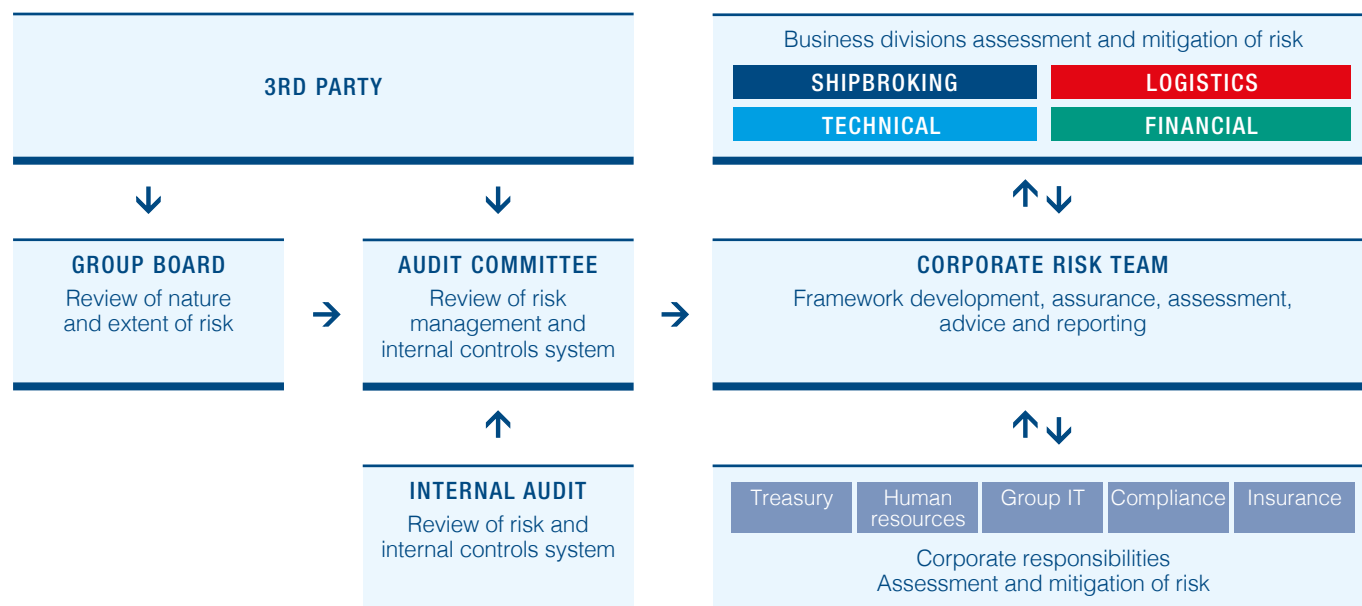 3RD PARTY
Business divisions assessment and mitigation of risk
SHIPBROKING
LOGISTICS
TECHNICAL
FINANCIAL
GROUP BOARD
Review of nature
and extent of risk
AUDIT COMMITTEE
Review of risk
management and
internal controls system
CORPORATE RISK TEAM
Framework development, assurance, assessment,
advice and reporting
INTERNAL AUDIT
Review of risk and
internal controls system
Treasury
Human
resources
Group IT
Compliance
Insurance
Corporate responsibilities
Assessment and mitigation of risk